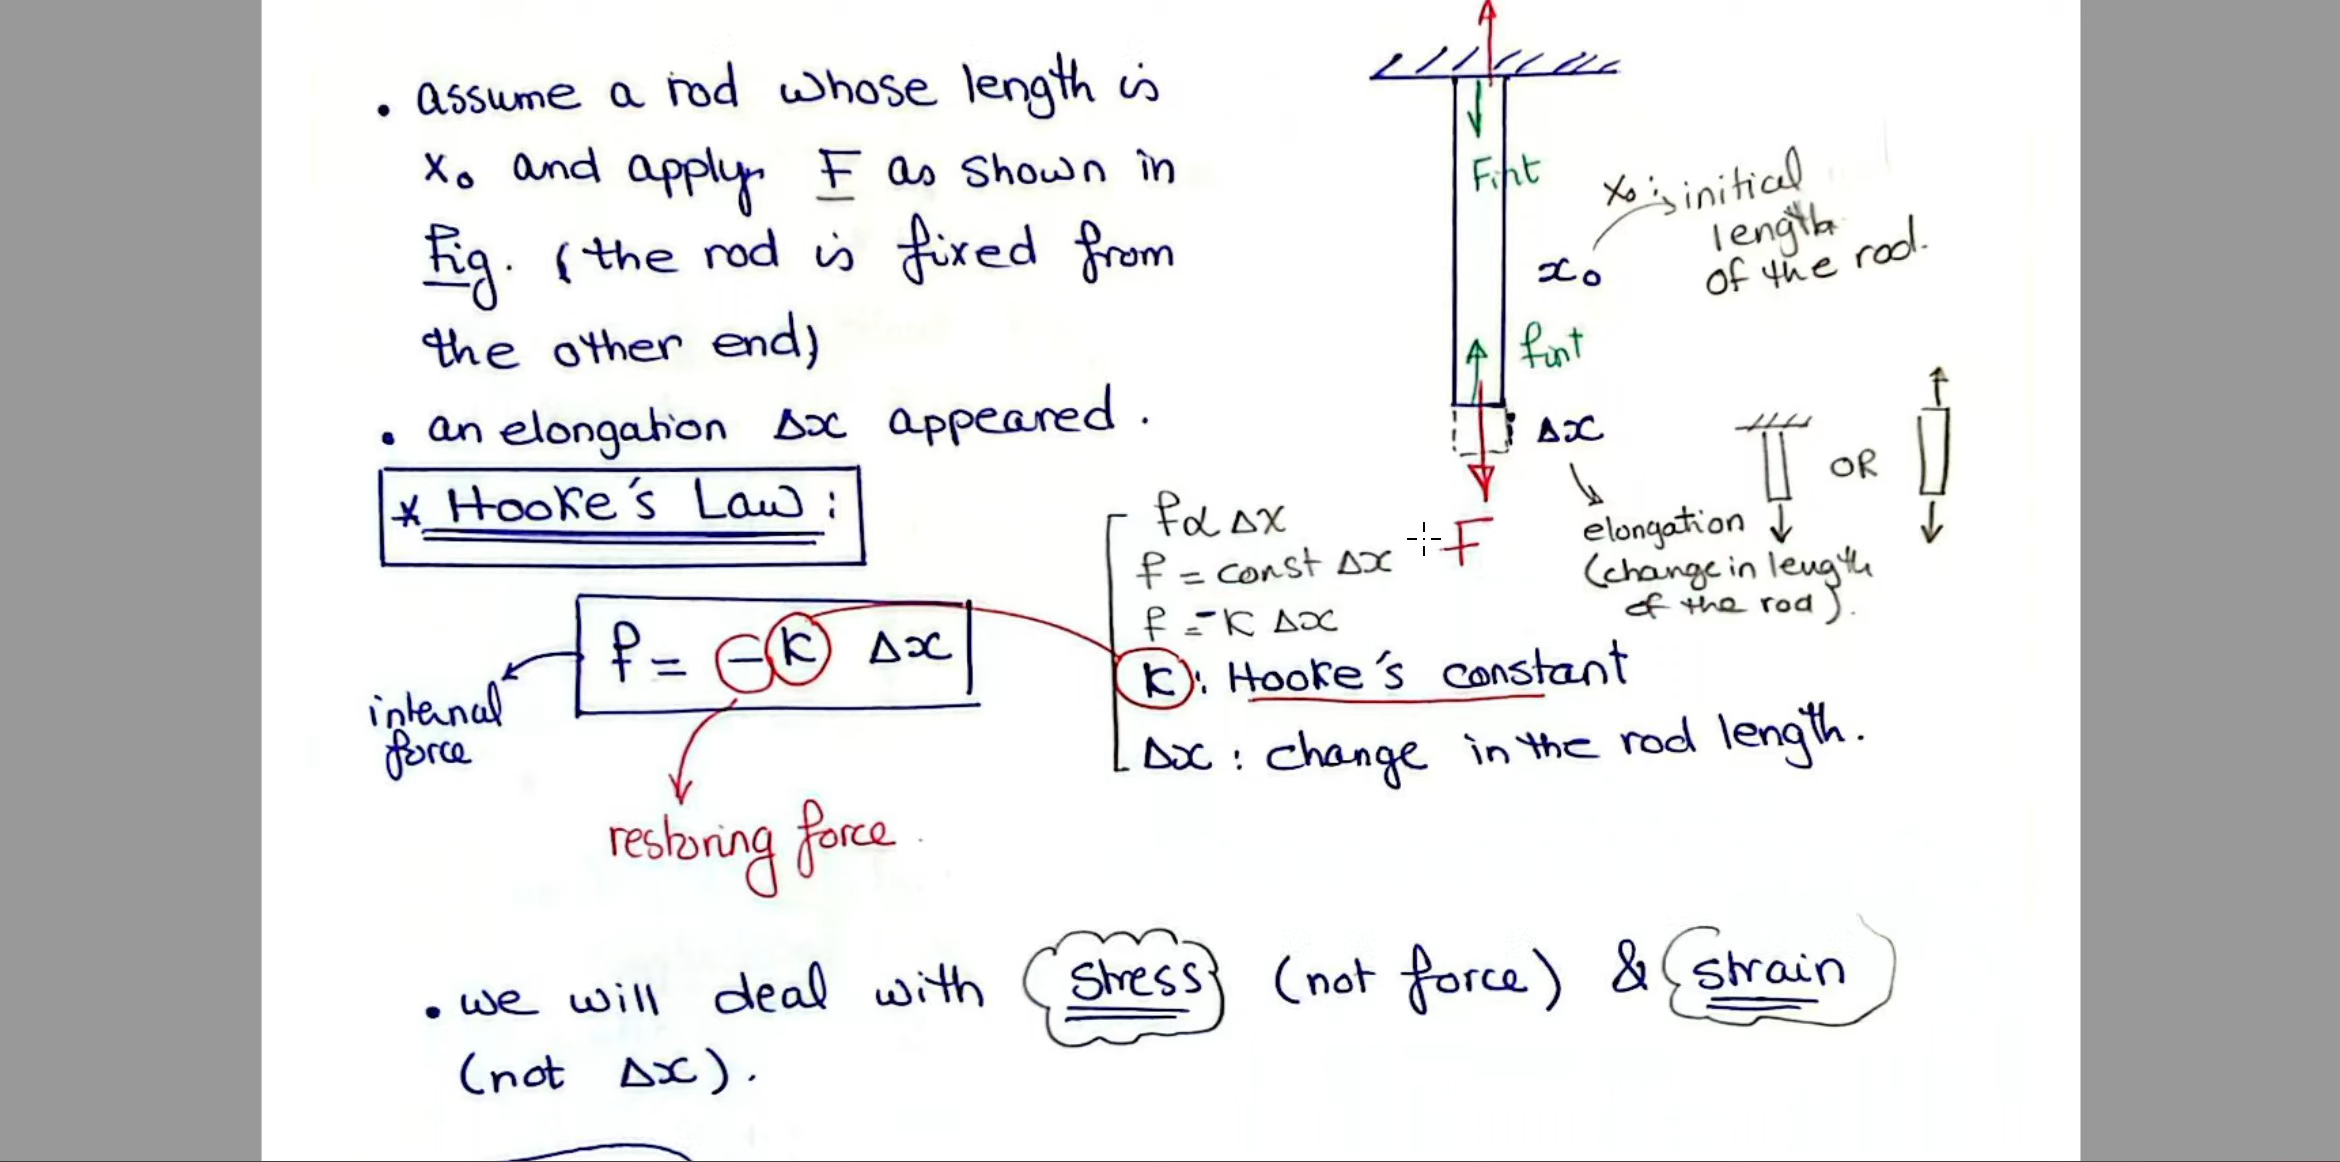 • assume a rod whose length is
x₀ and apply F as shown in
Fig. (the rod is fixed from
the other end)
• an elongation Δx appeared.
* Hooke's Law:
f = -K Δx
internal
force
restoring force.
Fint
x₀: initical
length
of the rod.
x₀
fint
Δx
OR
F
elongation
(change in length
of the rod).
f α Δx
f = const Δx
f = -K Δx
K: Hooke's constant
Δx: change in the rod length.
• we will deal with stress (not force) & strain
(not Δx).